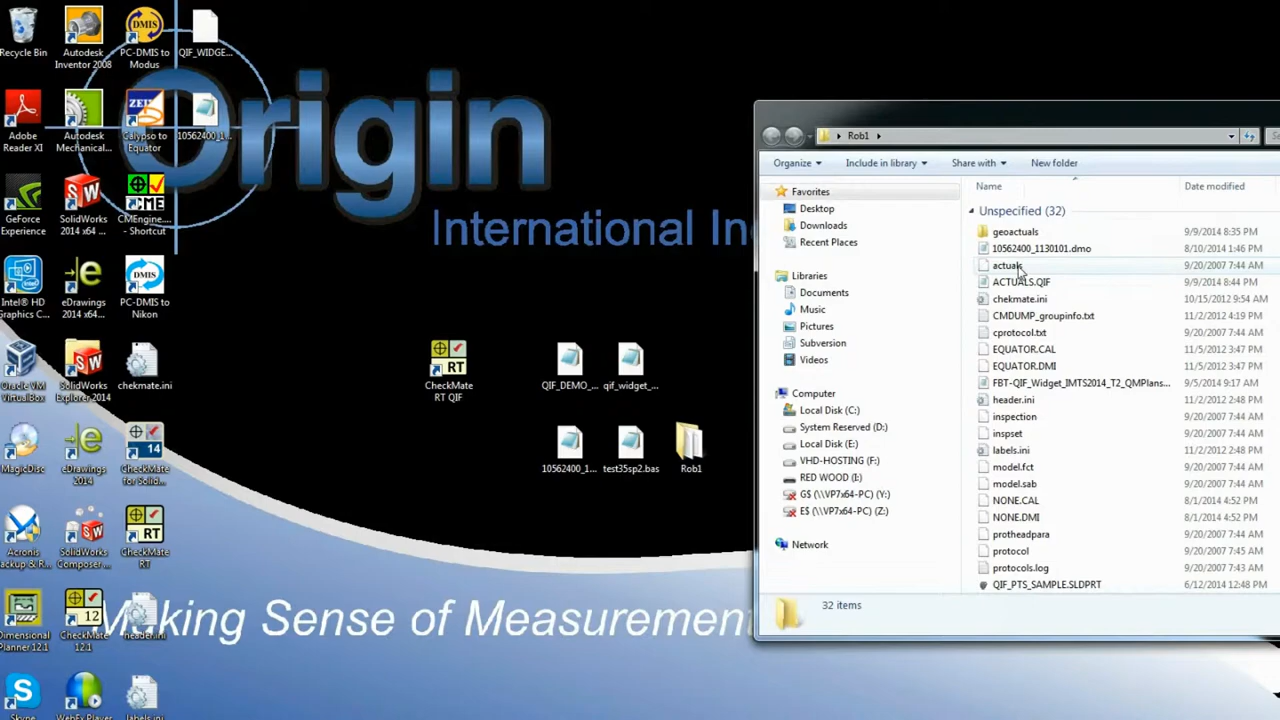 Recycle Bin
Autodesk
Inventor 2008
PC-DMIS to
Modus
QIF_WIDGE...
Adobe
Reader XI
Autodesk
Mechanical...
Calypso to
Equator
10562400_1...
GeForce
Experience
SolidWorks
2014 x64 ...
CMEngine....
- Shortcut
Intel® HD
Graphics C...
eDrawings
2014 x64...
PC-DMIS to
Nikon
Oracle VM
VirtualBox
SolidWorks
Explorer 2014
chekmate.ini
MagicDisc
eDrawings
2014
CheckMate
for Solid...
Acronis
Backup & R...
SolidWorks
Composer ...
CheckMate
RT
Dimensional
Planner 12.1
CheckMate
12.1
header.ini
Skype
WebEx Player
labels.ini
Origin
International In
Making Sense of Measurement
CheckMate
RT QIF
QIF_DEMO_...
qif_widget_...
10562400_1...
test35sp2.bas
Rob1
Rob1
Organize
Include in library
Share with
New folder
Favorites
Desktop
Downloads
Recent Places
Libraries
Documents
Music
Pictures
Subversion
Videos
Computer
Local Disk (C:)
System Reserved (D:)
Local Disk (E:)
VHD-HOSTING (F:)
RED WOOD (I:)
G$ (\\VP7x64-PC) (Y:)
E$ (\\VP7x64-PC) (Z:)
Network
Name Date modified
Unspecified (32)
geoactuals 9/9/2014 8:35 PM
10562400_1130101.dmo 8/10/2014 1:46 PM
actuals 9/20/2007 7:44 AM
ACTUALS.QIF 9/9/2014 8:44 PM
chekmate.ini 10/15/2012 9:54 AM
CMDUMP_groupinfo.txt 11/2/2012 4:19 PM
cprotocol.txt 9/20/2007 7:44 AM
EQUATOR.CAL 11/5/2012 3:47 PM
EQUATOR.DMI 11/5/2012 3:47 PM
FBT-QIF_Widget_IMTS2014_T2_QMPlans... 9/5/2014 9:17 AM
header.ini 11/2/2012 2:48 PM
inspection 9/20/2007 7:44 AM
inspset 9/20/2007 7:44 AM
labels.ini 11/2/2012 2:48 PM
model.fct 9/20/2007 7:44 AM
model.sab 9/20/2007 7:44 AM
NONE.CAL 8/1/2014 4:52 PM
NONE.DMI 8/1/2014 4:52 PM
protheadpara 9/20/2007 7:44 AM
protocol 9/20/2007 7:45 AM
protocols.log 9/20/2007 7:43 AM
QIF_PTS_SAMPLE.SLDPRT 6/12/2014 12:48 PM
32 items